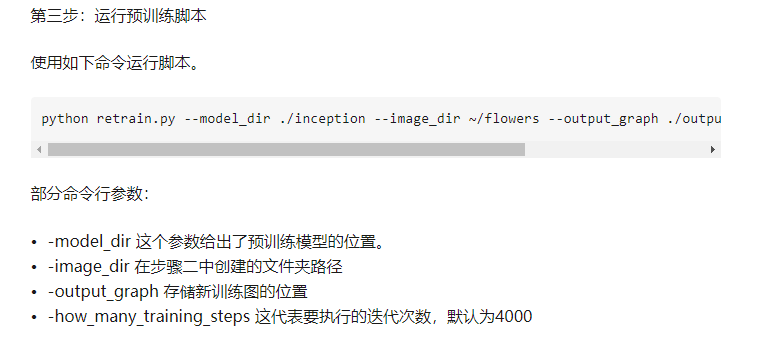 第三步：运行预训练脚本
使用如下命令运行脚本。
python retrain.py --model_dir ./inception --image_dir ~/flowers --output_graph ./outpu
部分命令行参数：
• -model_dir 这个参数给出了预训练模型的位置。
• -image_dir 在步骤二中创建的文件夹路径
• -output_graph 存储新训练图的位置
• -how_many_training_steps 这代表要执行的迭代次数，默认为4000